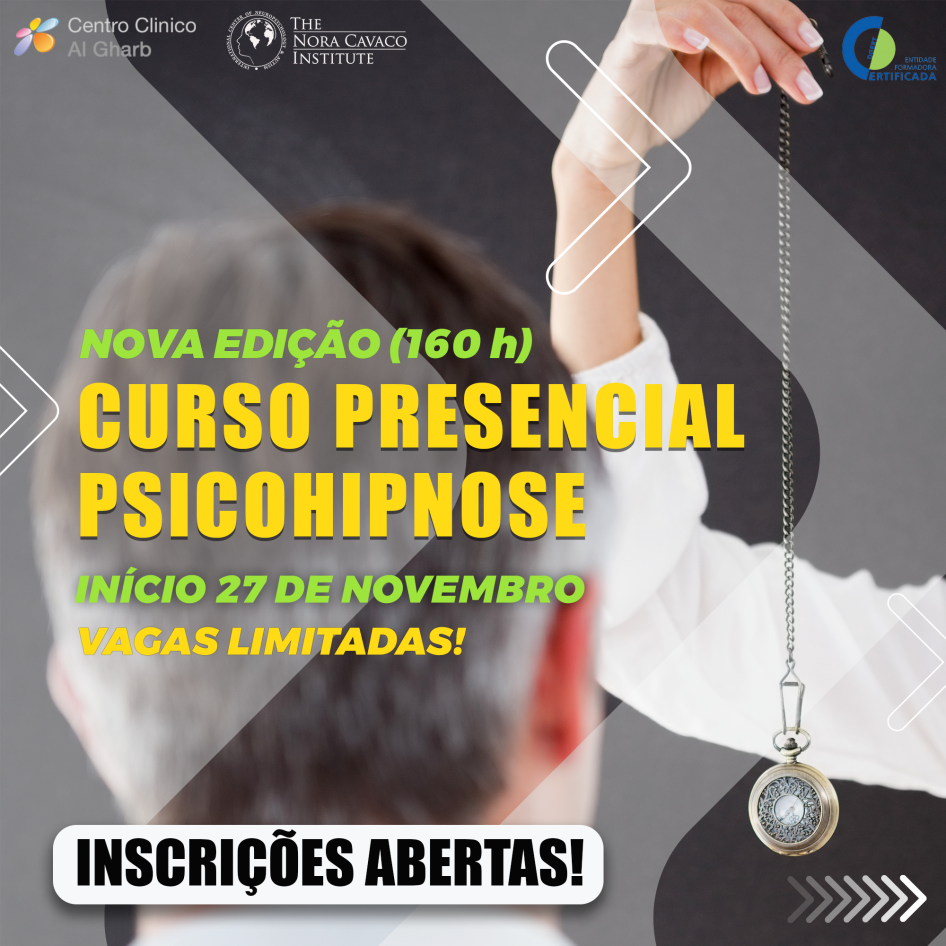 Centro Clinico
Al Gharb
THE
NORA CAVACO
INSTITUTE
ENTIDADE
FORMADORA
CERTIFICADA
NOVA EDIÇÃO (160 h)
CURSO PRESENCIAL
PSICOHIPNOSE
INÍCIO 27 DE NOVEMBRO
VAGAS LIMITADAS!
INSCRIÇÕES ABERTAS!